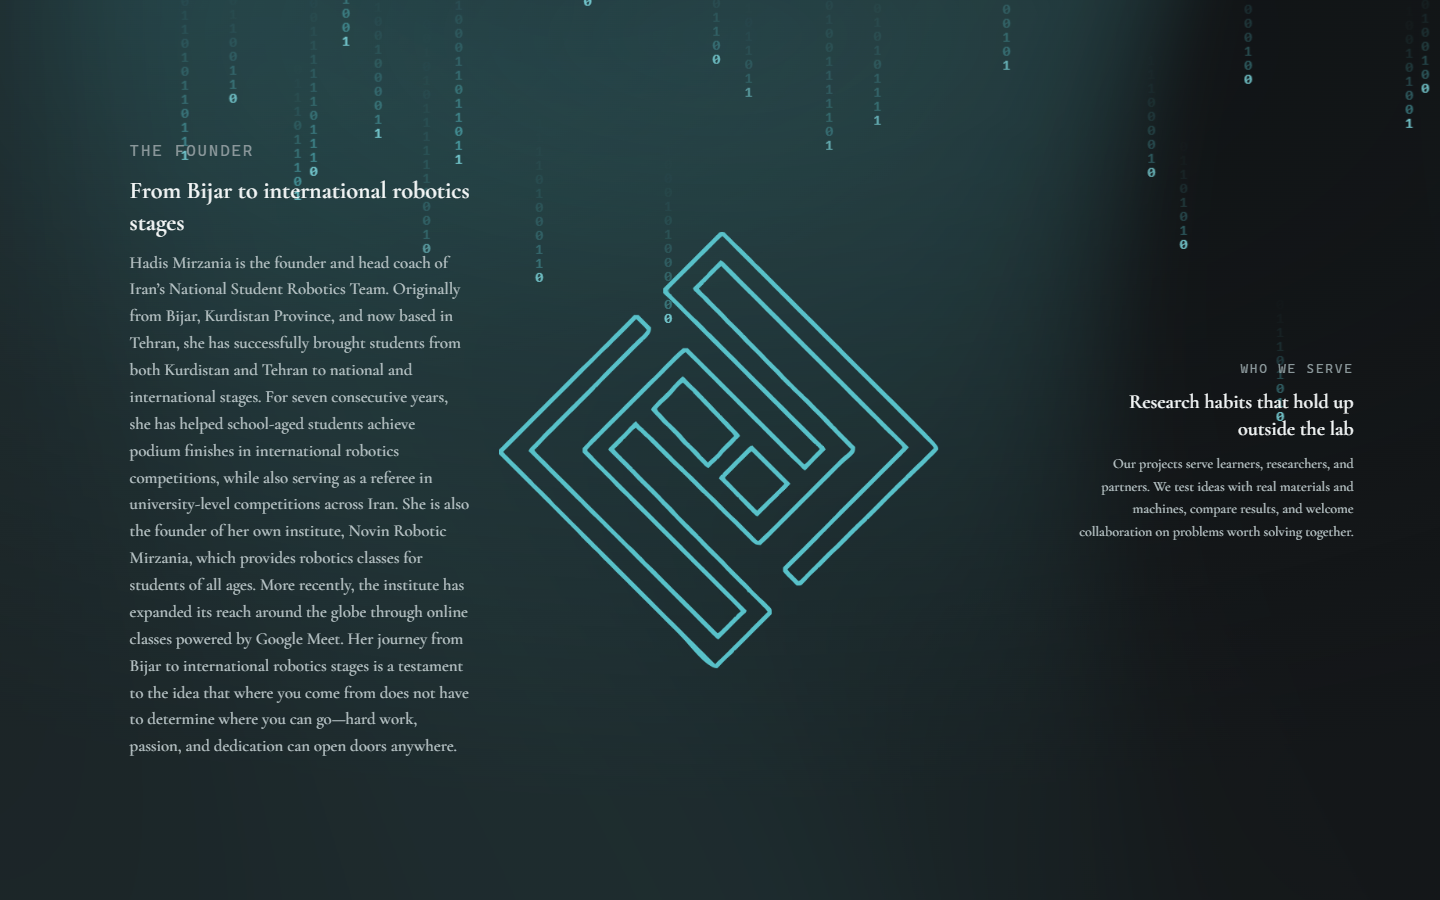 THE FOUNDER
From Bijar to international robotics
stages
Hadis Mirzania is the founder and head coach of
Iran’s National Student Robotics Team. Originally
from Bijar, Kurdistan Province, and now based in
Tehran, she has successfully brought students from
both Kurdistan and Tehran to national and
international stages. For seven consecutive years,
she has helped school-aged students achieve
podium finishes in international robotics
competitions, while also serving as a referee in
university-level competitions across Iran. She is also
the founder of her own institute, Novin Robotic
Mirzania, which provides robotics classes for
students of all ages. More recently, the institute has
expanded its reach around the globe through online
classes powered by Google Meet. Her journey from
Bijar to international robotics stages is a testament
to the idea that where you come from does not have
to determine where you can go—hard work,
passion, and dedication can open doors anywhere.
WHO WE SERVE
Research habits that hold up
outside the lab
Our projects serve learners, researchers, and
partners. We test ideas with real materials and
machines, compare results, and welcome
collaboration on problems worth solving together.